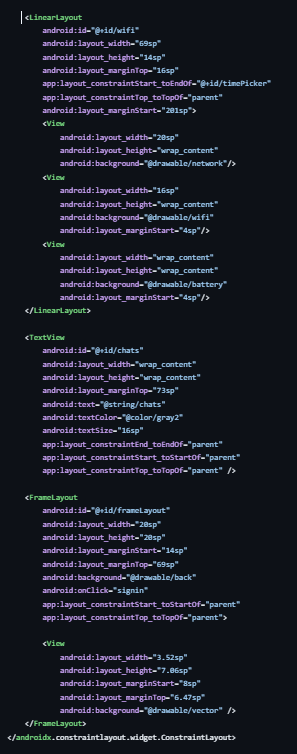 <LinearLayout
android:id="@+id/wifi"
android:layout_width="69sp"
android:layout_height="14sp"
android:layout_marginTop="16sp"
app:layout_constraintStart_toEndOf="@+id/timePicker"
app:layout_constraintTop_toTopOf="parent"
android:layout_marginStart="201sp">
<View
android:layout_width="20sp"
android:layout_height="wrap_content"
android:background="@drawable/network"/>
<View
android:layout_width="16sp"
android:layout_height="wrap_content"
android:background="@drawable/wifi"
android:layout_marginStart="4sp"/>
<View
android:layout_width="wrap_content"
android:layout_height="wrap_content"
android:background="@drawable/battery"
android:layout_marginStart="4sp"/>
</LinearLayout>
<TextView
android:id="@+id/chats"
android:layout_width="wrap_content"
android:layout_height="wrap_content"
android:layout_marginTop="73sp"
android:text="@string/chats"
android:textColor="@color/gray2"
android:textSize="16sp"
app:layout_constraintEnd_toEndOf="parent"
app:layout_constraintStart_toStartOf="parent"
app:layout_constraintTop_toTopOf="parent" />
<FrameLayout
android:id="@+id/frameLayout"
android:layout_width="20sp"
android:layout_height="20sp"
android:layout_marginStart="14sp"
android:layout_marginTop="69sp"
android:background="@drawable/back"
android:onClick="signin"
app:layout_constraintStart_toStartOf="parent"
app:layout_constraintTop_toTopOf="parent">
<View
android:layout_width="3.52sp"
android:layout_height="7.06sp"
android:layout_marginStart="8sp"
android:layout_marginTop="6.47sp"
android:background="@drawable/vector" />
</FrameLayout>
</androidx.constraintlayout.widget.ConstraintLayout>